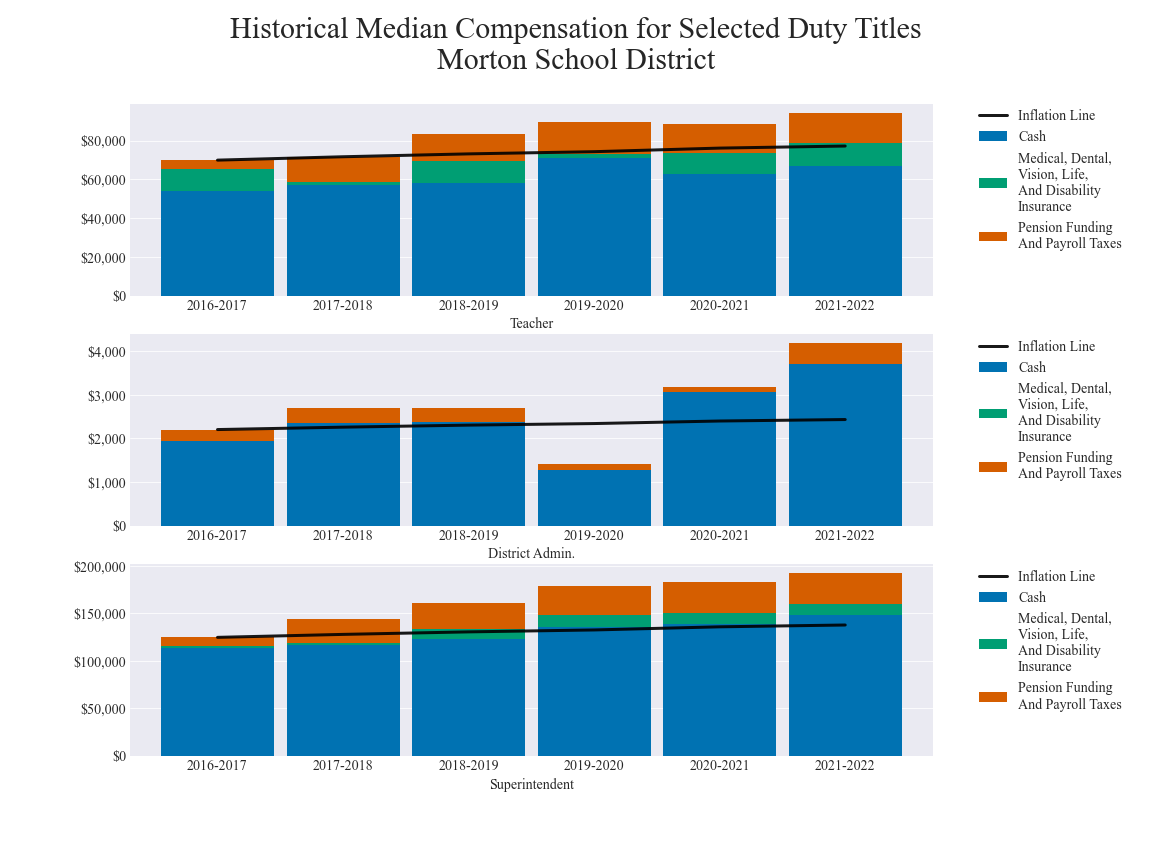 Historical Median Compensation for Selected Duty Titles
Morton School District
$80,000
$60,000
$40,000
$20,000
$0
2016-2017 2017-2018 2018-2019 2019-2020 2020-2021 2021-2022
Teacher
Inflation Line
Cash
Medical, Dental,
Vision, Life,
And Disability
Insurance
Pension Funding
And Payroll Taxes
$4,000
$3,000
$2,000
$1,000
$0
2016-2017 2017-2018 2018-2019 2019-2020 2020-2021 2021-2022
District Admin.
Inflation Line
Cash
Medical, Dental,
Vision, Life,
And Disability
Insurance
Pension Funding
And Payroll Taxes
$200,000
$150,000
$100,000
$50,000
$0
2016-2017 2017-2018 2018-2019 2019-2020 2020-2021 2021-2022
Superintendent
Inflation Line
Cash
Medical, Dental,
Vision, Life,
And Disability
Insurance
Pension Funding
And Payroll Taxes